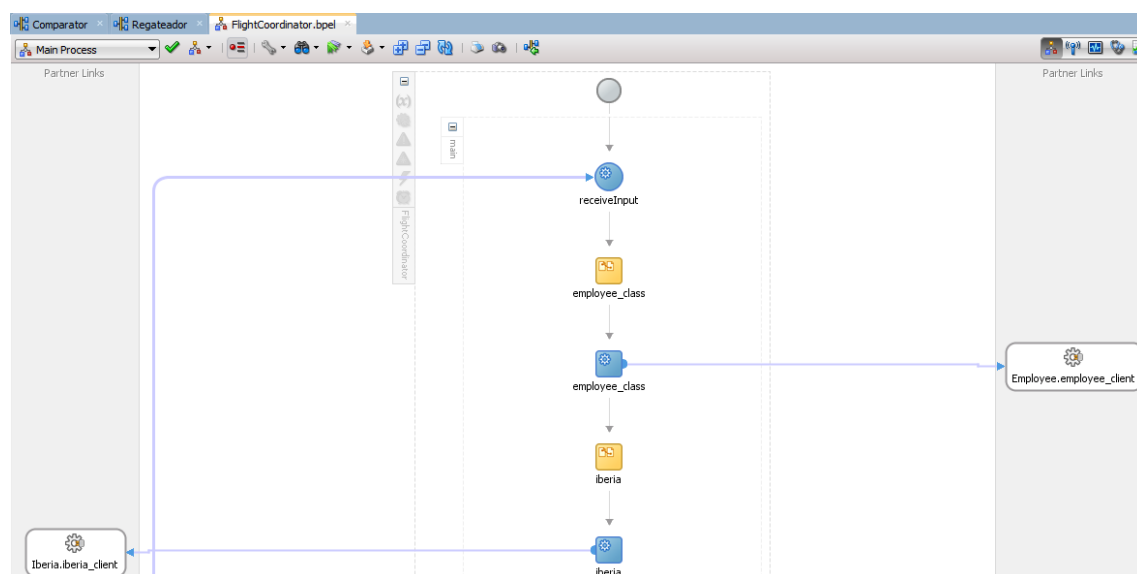 Comparator
Regateador
FlightCoordinator.bpel
Main Process
Partner Links
Partner Links
(x)
main
FlightCoordinator
receiveInput
employee_class
employee_class
Employee.employee_client
iberia
Iberia.iberia_client
iberia